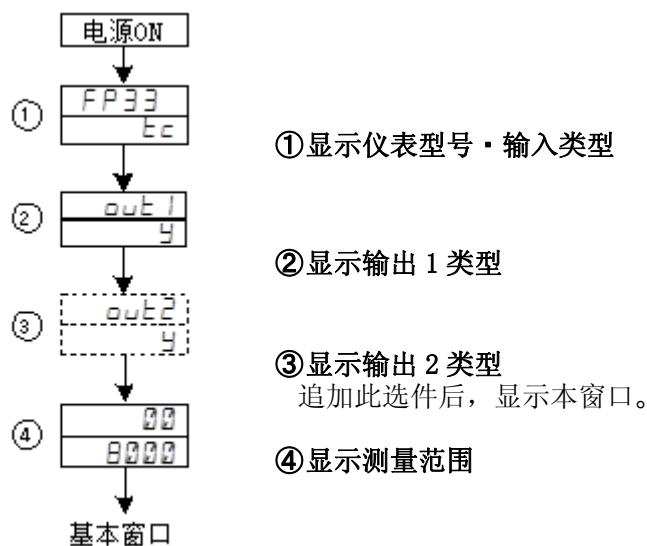 电源ON
① FP33
tc
①显示仪表型号·输入类型
② out1
y
②显示输出1类型
③ out2
y
③显示输出2类型
追加此选件后，显示本窗口。
④ 00
8000
④显示测量范围
基本窗口